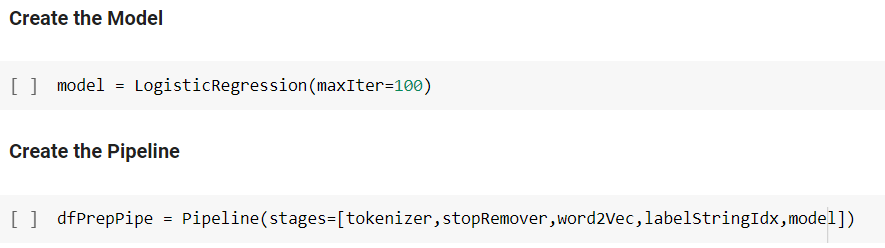 Create the Model
[ ] model = LogisticRegression(maxIter=100)
Create the Pipeline
[ ] dfPrepPipe = Pipeline(stages=[tokenizer,stopRemover,word2Vec,labelStringIdx,model])